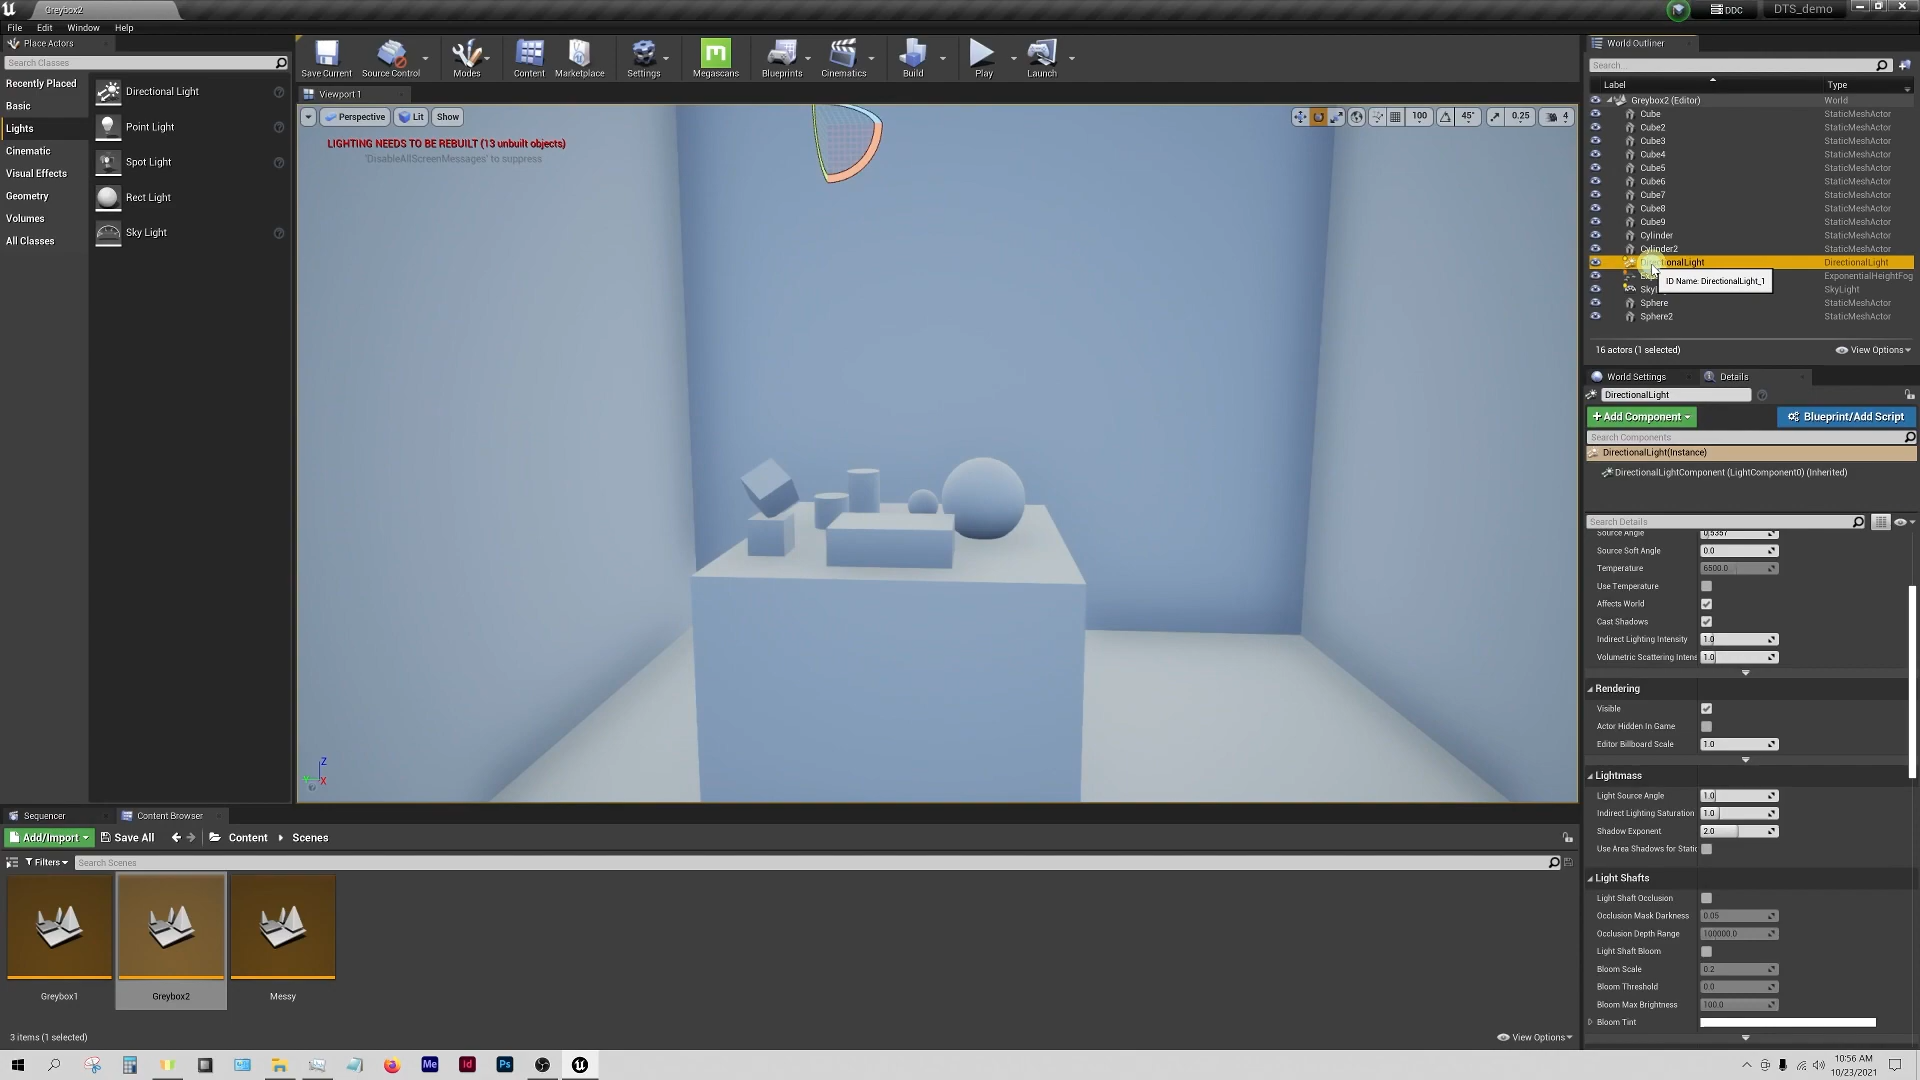 Greybox2
DDC
DTS_demo
File Edit Window Help
Place Actors
Search Classes
Recently Placed
Basic
Lights
Cinematic
Visual Effects
Geometry
Volumes
All Classes
Directional Light
Point Light
Spot Light
Rect Light
Sky Light
Save Current
Source Control
Modes
Content
Marketplace
Settings
Megascans
Blueprints
Cinematics
Build
Play
Launch
Viewport 1
Perspective Lit Show
100 45° 0.25 4
LIGHTING NEEDS TO BE REBUILT (13 unbuilt objects)
'DisableAllScreenMessages' to suppress
Z
X
World Outliner
Search...
Label Type
Greybox2 (Editor) World
Cube StaticMeshActor
Cube2 StaticMeshActor
Cube3 StaticMeshActor
Cube4 StaticMeshActor
Cube5 StaticMeshActor
Cube6 StaticMeshActor
Cube7 StaticMeshActor
Cube8 StaticMeshActor
Cube9 StaticMeshActor
Cylinder StaticMeshActor
Cylinder2 StaticMeshActor
DirectionalLight DirectionalLight
ExponentialHeightFog
ID Name: DirectionalLight_1
SkyLight
Sphere StaticMeshActor
Sphere2 StaticMeshActor
16 actors (1 selected) View Options
World Settings Details
DirectionalLight
+Add Component Blueprint/Add Script
Search Components
DirectionalLight(Instance)
DirectionalLightComponent (LightComponent0) (Inherited)
Search Details
Source Angle 0.5357
Source Soft Angle 0.0
Temperature 6500.0
Use Temperature
Affects World
Cast Shadows
Indirect Lighting Intensity 1.0
Volumetric Scattering Intens 1.0
Rendering
Visible
Actor Hidden In Game
Editor Billboard Scale 1.0
Lightmass
Light Source Angle 1.0
Indirect Lighting Saturation 1.0
Shadow Exponent 2.0
Use Area Shadows for Static
Light Shafts
Light Shaft Occlusion
Occlusion Mask Darkness 0.05
Occlusion Depth Range 100000.0
Light Shaft Bloom
Bloom Scale 0.2
Bloom Threshold 0.0
Bloom Max Brightness 100.0
Bloom Tint
Sequencer Content Browser
Add/Import Save All Content Scenes
Filters Search Scenes
Greybox1
Greybox2
Messy
3 items (1 selected) View Options
Me Id Ps
10:56 AM
10/23/2021